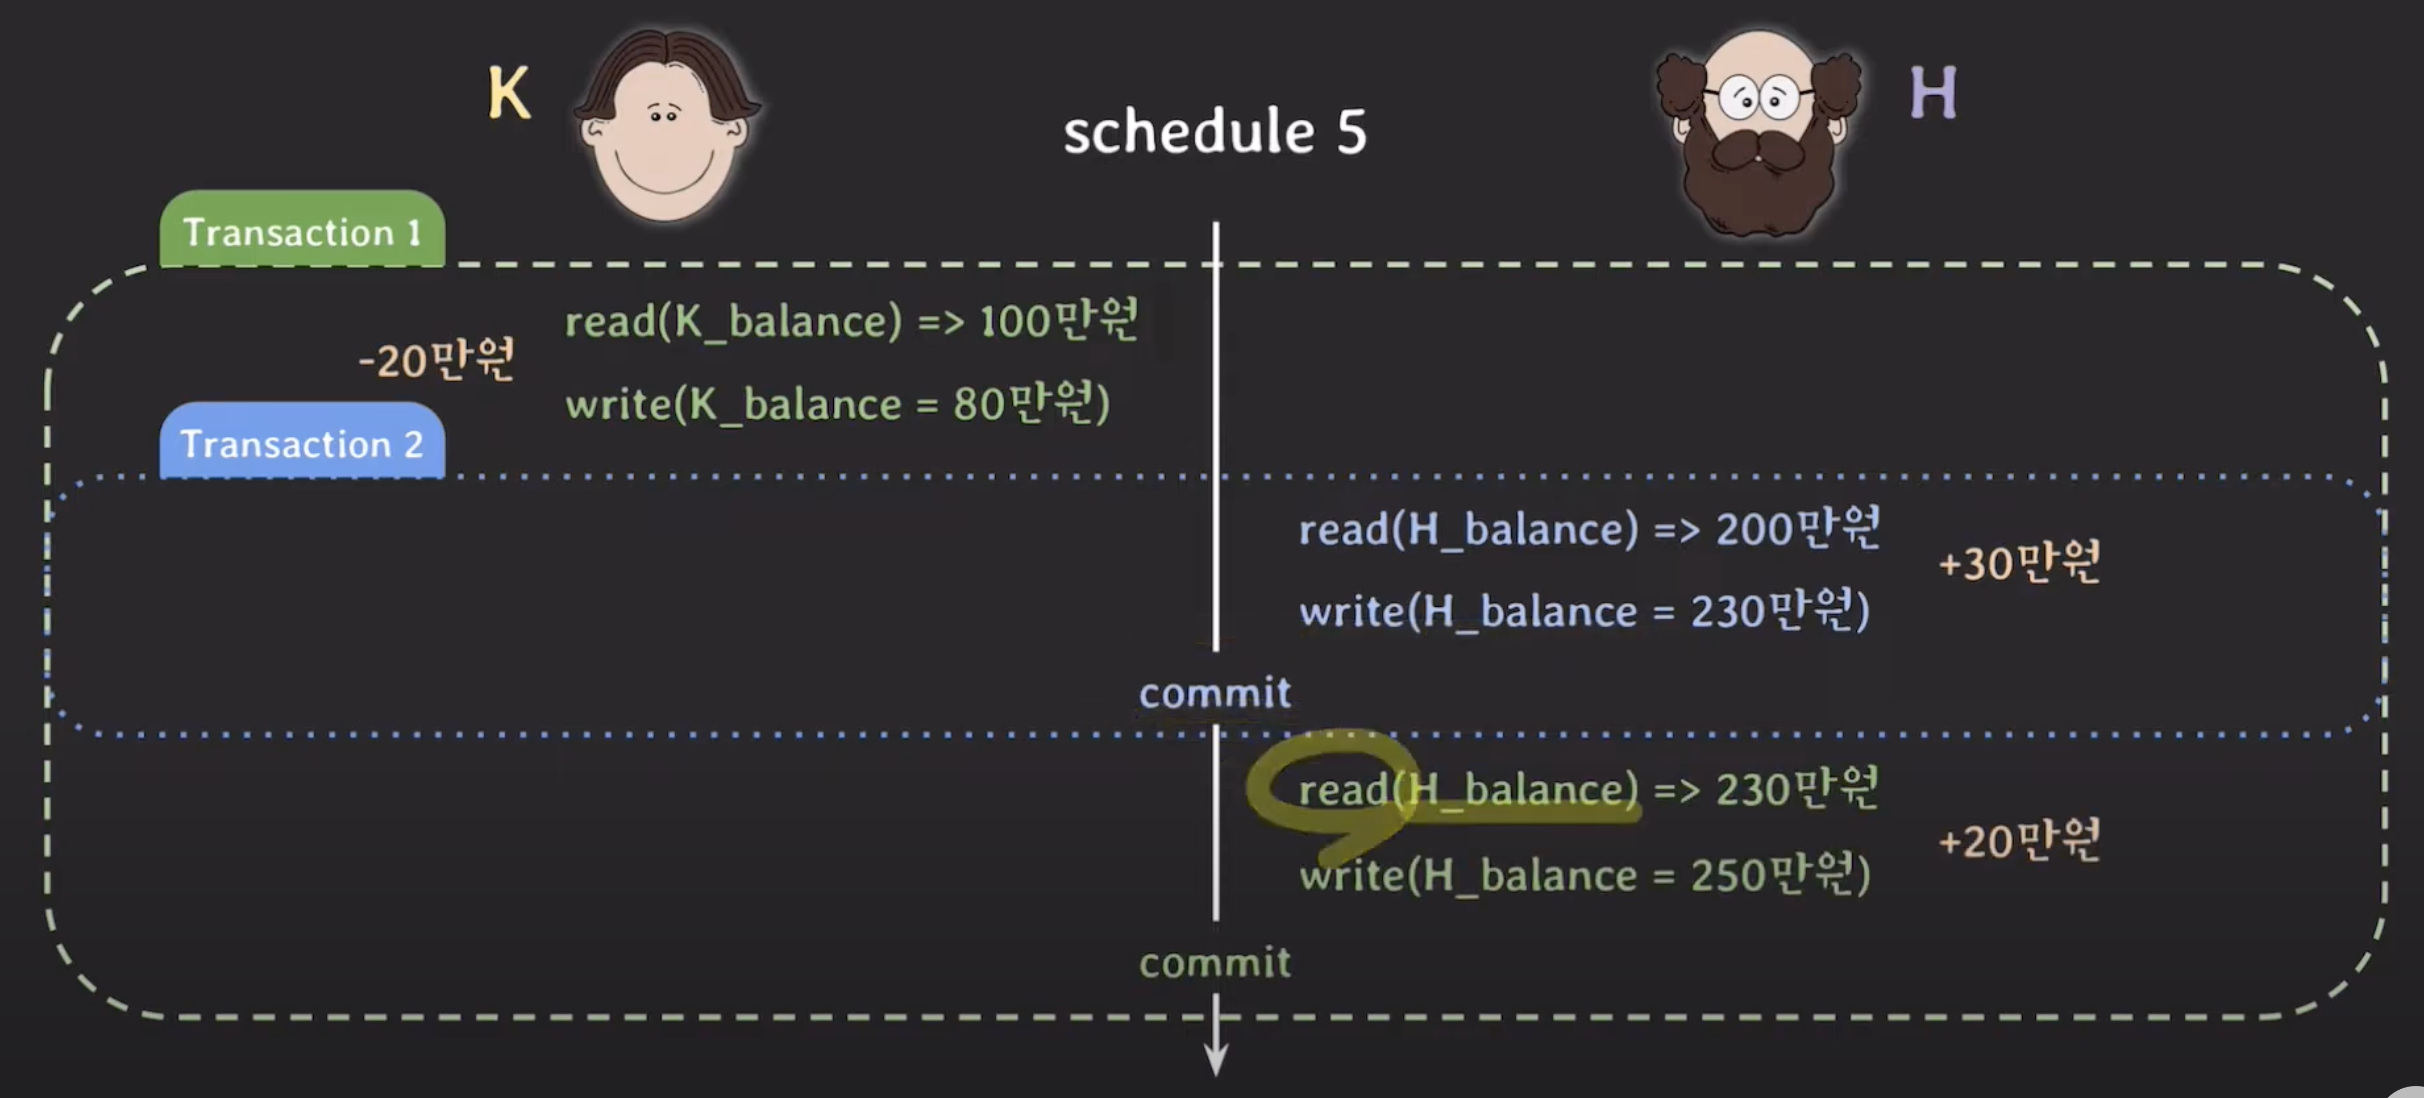 K
H
schedule 5
Transaction 1
read(K_balance) => 100만원
-20만원
write(K_balance = 80만원)
Transaction 2
read(H_balance) => 200만원
+30만원
write(H_balance = 230만원)
commit
read(H_balance) => 230만원
+20만원
write(H_balance = 250만원)
commit